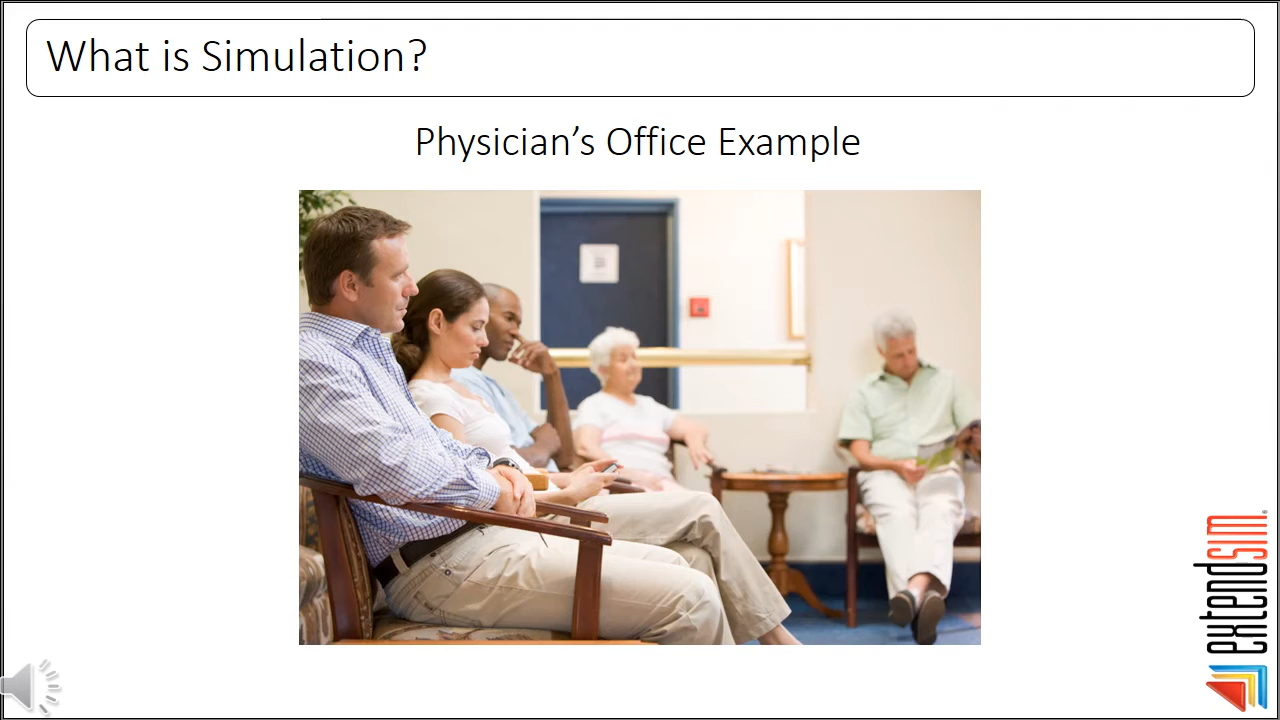 What is Simulation?
Physician’s Office Example
extendsim